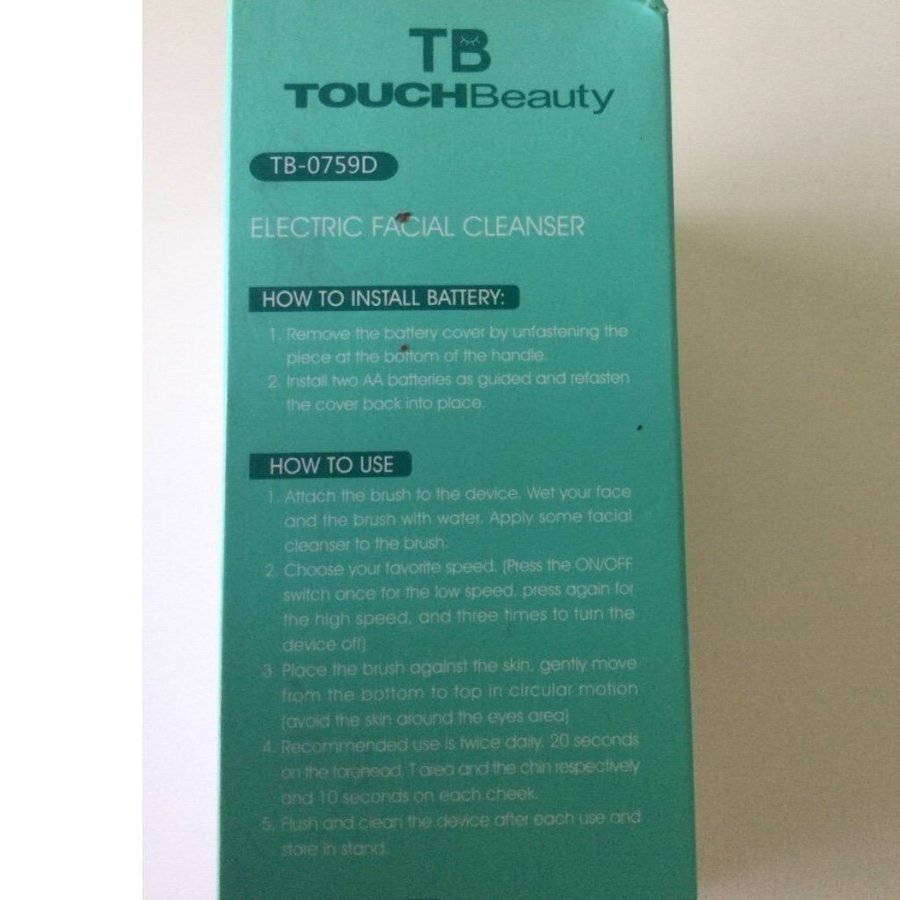 TB
TOUCHBeauty
TB-0759D
ELECTRIC FACIAL CLEANSER
HOW TO INSTALL BATTERY:
1. Remove the battery cover by unfastening the
piece at the bottom of the handle.
2. Install two AA batteries as guided and refasten
the cover back into place.
HOW TO USE
1. Attach the brush to the device. Wet your face
and the brush with water. Apply some facial
cleanser to the brush.
2. Choose your favorite speed. (Press the ON/OFF
switch once for the low speed, press again for
the high speed, and three times to turn the
device off)
3. Place the brush against the skin, gently move
from the bottom to top in circular motion
(avoid the skin around the eyes area)
4. Recommended use is twice daily. 20 seconds
on the forehead, T area and the chin respectively
and 10 seconds on each cheek.
5. Flush and clean the device after each use and
store in stand.